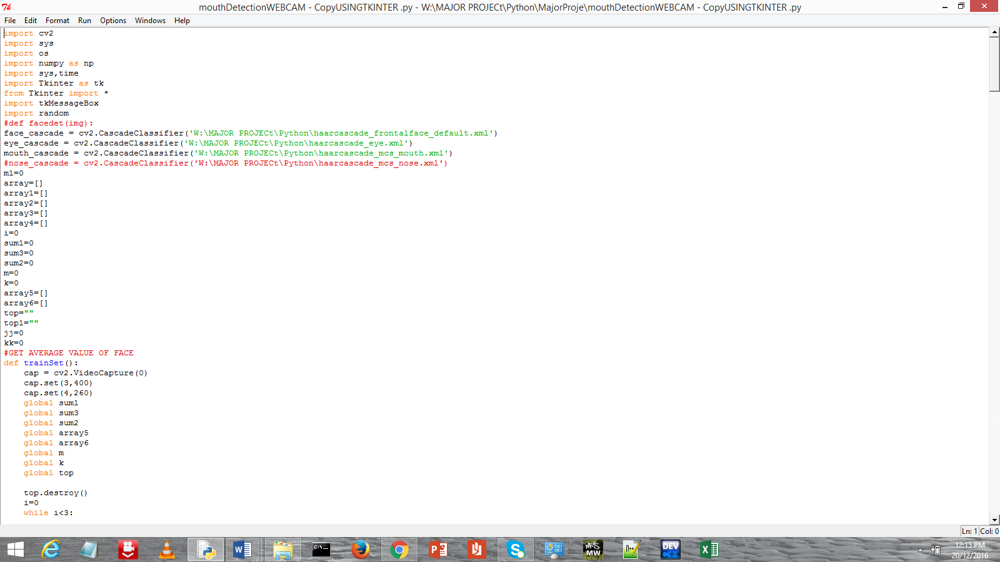 mouthDetectionWEBCAM - CopyUSINGTKINTER .py - W:\MAJOR PROJECt\Python\MajorProje\mouthDetectionWEBCAM - CopyUSINGTKINTER .py
File Edit Format Run Options Windows Help
import cv2
import sys
import os
import numpy as np
import sys,time
import Tkinter as tk
from Tkinter import *
import tkMessageBox
import random
#def facedet(img):
face_cascade = cv2.CascadeClassifier('W:\MAJOR PROJECt\Python\haarcascade_frontalface_default.xml')
eye_cascade = cv2.CascadeClassifier('W:\MAJOR PROJECt\Python\haarcascade_eye.xml')
mouth_cascade = cv2.CascadeClassifier('W:\MAJOR PROJECt\Python\haarcascade_mcs_mouth.xml')
#nose_cascade = cv2.CascadeClassifier('W:\MAJOR PROJECt\Python\haarcascade_mcs_nose.xml')
m1=0
array=[]
array1=[]
array2=[]
array3=[]
array4=[]
i=0
sum1=0
sum3=0
sum2=0
m=0
k=0
array5=[]
array6=[]
top=""
top1=""
jj=0
kk=0
#GET AVERAGE VALUE OF FACE
def trainSet():
    cap = cv2.VideoCapture(0)
    cap.set(3,400)
    cap.set(4,260)
    global sum1
    global sum3
    global sum2
    global array5
    global array6
    global m
    global k
    global top
    top.destroy()
    i=0
    while i<3:
Ln: 1 Col: 0
C:\_
NFS
MW
DEV
C++
12:15 PM
20/12/2016